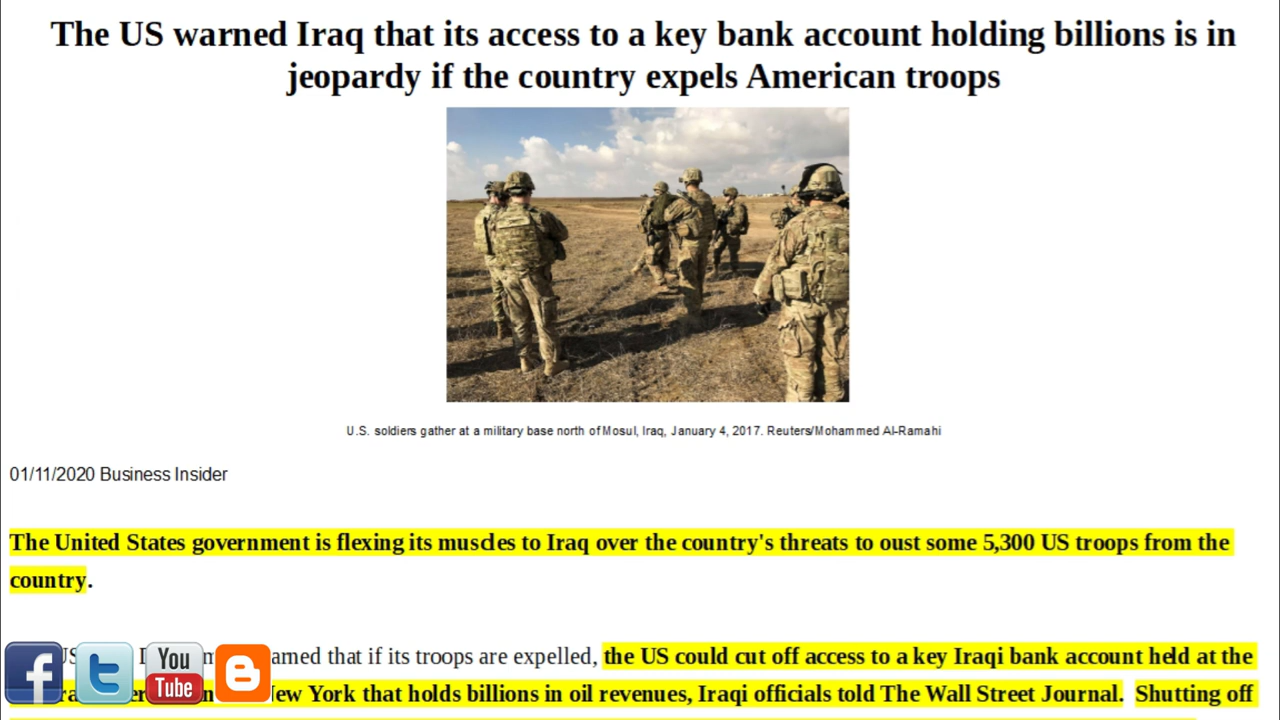 The US warned Iraq that its access to a key bank account holding billions is in
jeopardy if the country expels American troops
U.S. soldiers gather at a military base north of Mosul, Iraq, January 4, 2017. Reuters/Mohammed Al-Ramahi
01/11/2020 Business Insider
The United States government is flexing its muscles to Iraq over the country's threats to oust some 5,300 US troops from the
country.
that if its troops are expelled, the US could cut off access to a key Iraqi bank account held at the
New York that holds billions in oil revenues, Iraqi officials told The Wall Street Journal. Shutting off
f
t
You
Tube
B